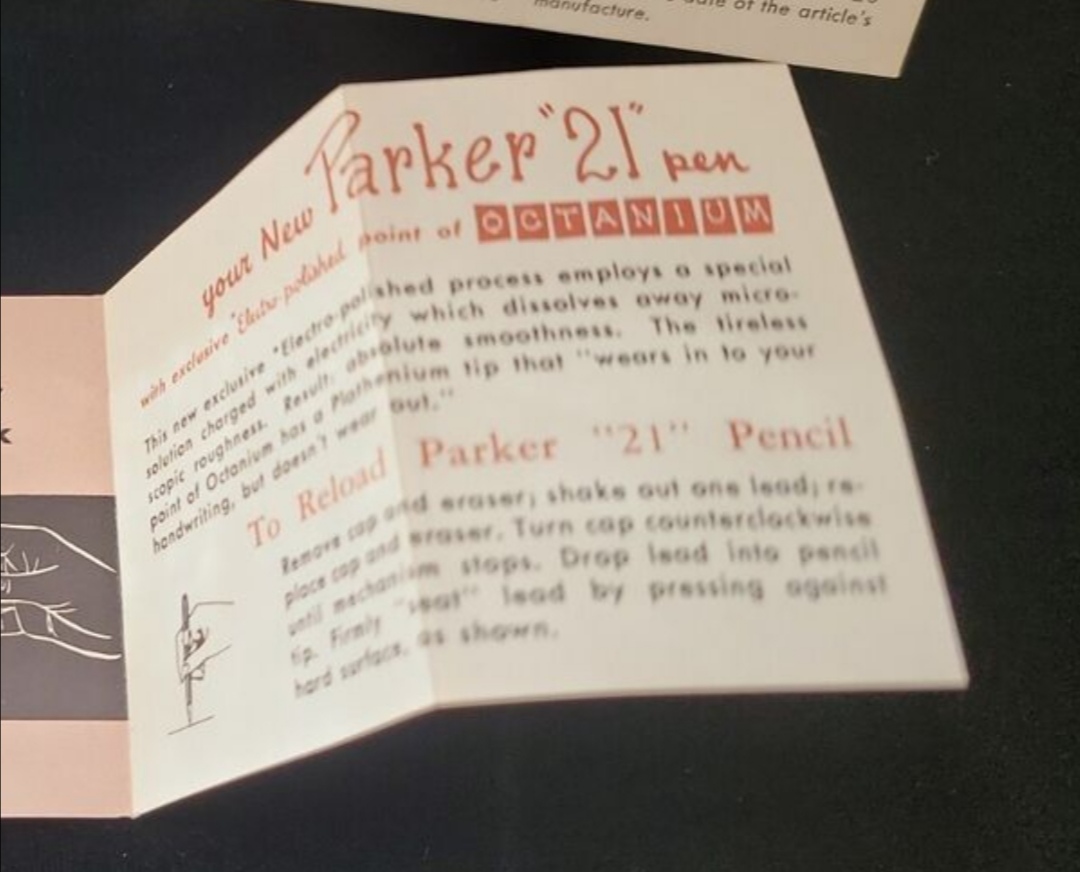 date of the article's
manufacture.
your New Parker "21" pen
with exclusive "Electro-polished point of OCTANIUM
This new exclusive "Electro-polished process employs a special
solution charged with electricity which dissolves away micro-
scopic roughness. Result: absolute smoothness. The tireless
point of Octanium has a Plathenium tip that "wears in to your
handwriting, but doesn't wear out."
To Reload Parker "21" Pencil
Remove cap and eraser; shake out one lead; re-
place cap and eraser. Turn cap counterclockwise
until mechanism stops. Drop lead into pencil
tip. Firmly "seat" lead by pressing against
hard surface, as shown.